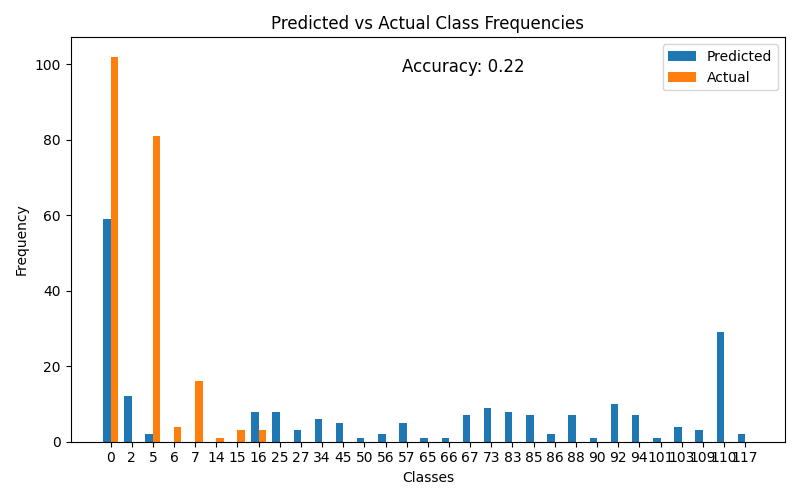 Predicted vs Actual Class Frequencies
Accuracy: 0.22
Predicted
Actual
Frequency
100
80
60
40
20
0
0 2 5 6 7 14 15 16 25 27 34 45 50 56 57 65 66 67 73 83 85 86 88 90 92 94 101 103 109 110 117
Classes